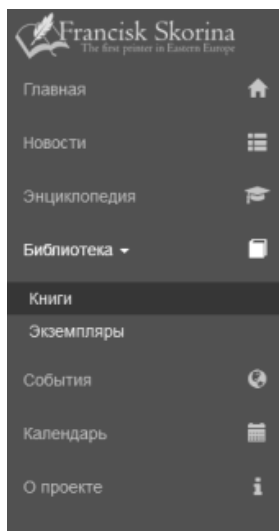 Francisk Skorina
The first printer in Eastern Europe
Главная
Новости
Энциклопедия
Библиотека
Книги
Экземпляры
События
Календарь
О проекте